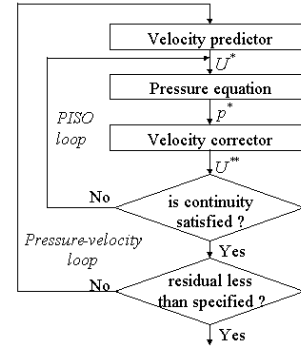 Velocity predictor
U*
Pressure equation
p*
PISO
loop
Velocity corrector
U**
No
is continuity
satisfied ?
Pressure-velocity
loop
Yes
No
residual less
than specified ?
Yes